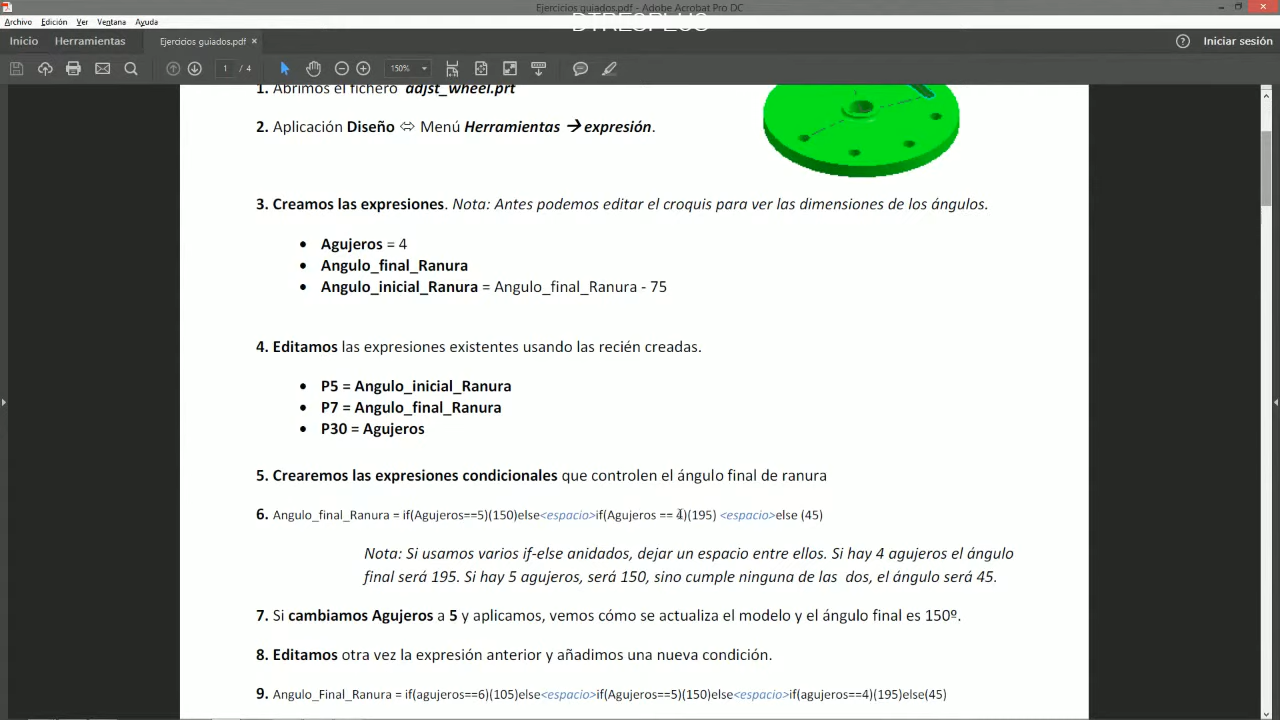 Ejercicios guiados.pdf - Adobe Acrobat Pro DC
DTRESPLUS
Archivo Edición Ver Ventana Ayuda
Inicio Herramientas Ejercicios guiados.pdf × Iniciar sesión
1 / 4 150%
1. Abrimos el fichero adjst_wheel.prt
2. Aplicación Diseño ⇔ Menú Herramientas → expresión.
3. Creamos las expresiones. Nota: Antes podemos editar el croquis para ver las dimensiones de los ángulos.
• Agujeros = 4
• Angulo_final_Ranura
• Angulo_inicial_Ranura = Angulo_final_Ranura - 75
4. Editamos las expresiones existentes usando las recién creadas.
• P5 = Angulo_inicial_Ranura
• P7 = Angulo_final_Ranura
• P30 = Agujeros
5. Crearemos las expresiones condicionales que controlen el ángulo final de ranura
6. Angulo_final_Ranura = if(Agujeros==5)(150)else<espacio>if(Agujeros == 4)(195) <espacio>else (45)
Nota: Si usamos varios if-else anidados, dejar un espacio entre ellos. Si hay 4 agujeros el ángulo
final será 195. Si hay 5 agujeros, será 150, sino cumple ninguna de las dos, el ángulo será 45.
7. Si cambiamos Agujeros a 5 y aplicamos, vemos cómo se actualiza el modelo y el ángulo final es 150º.
8. Editamos otra vez la expresión anterior y añadimos una nueva condición.
9. Angulo_Final_Ranura = if(agujeros==6)(105)else<espacio>if(Agujeros==5)(150)else<espacio>if(agujeros==4)(195)else(45)